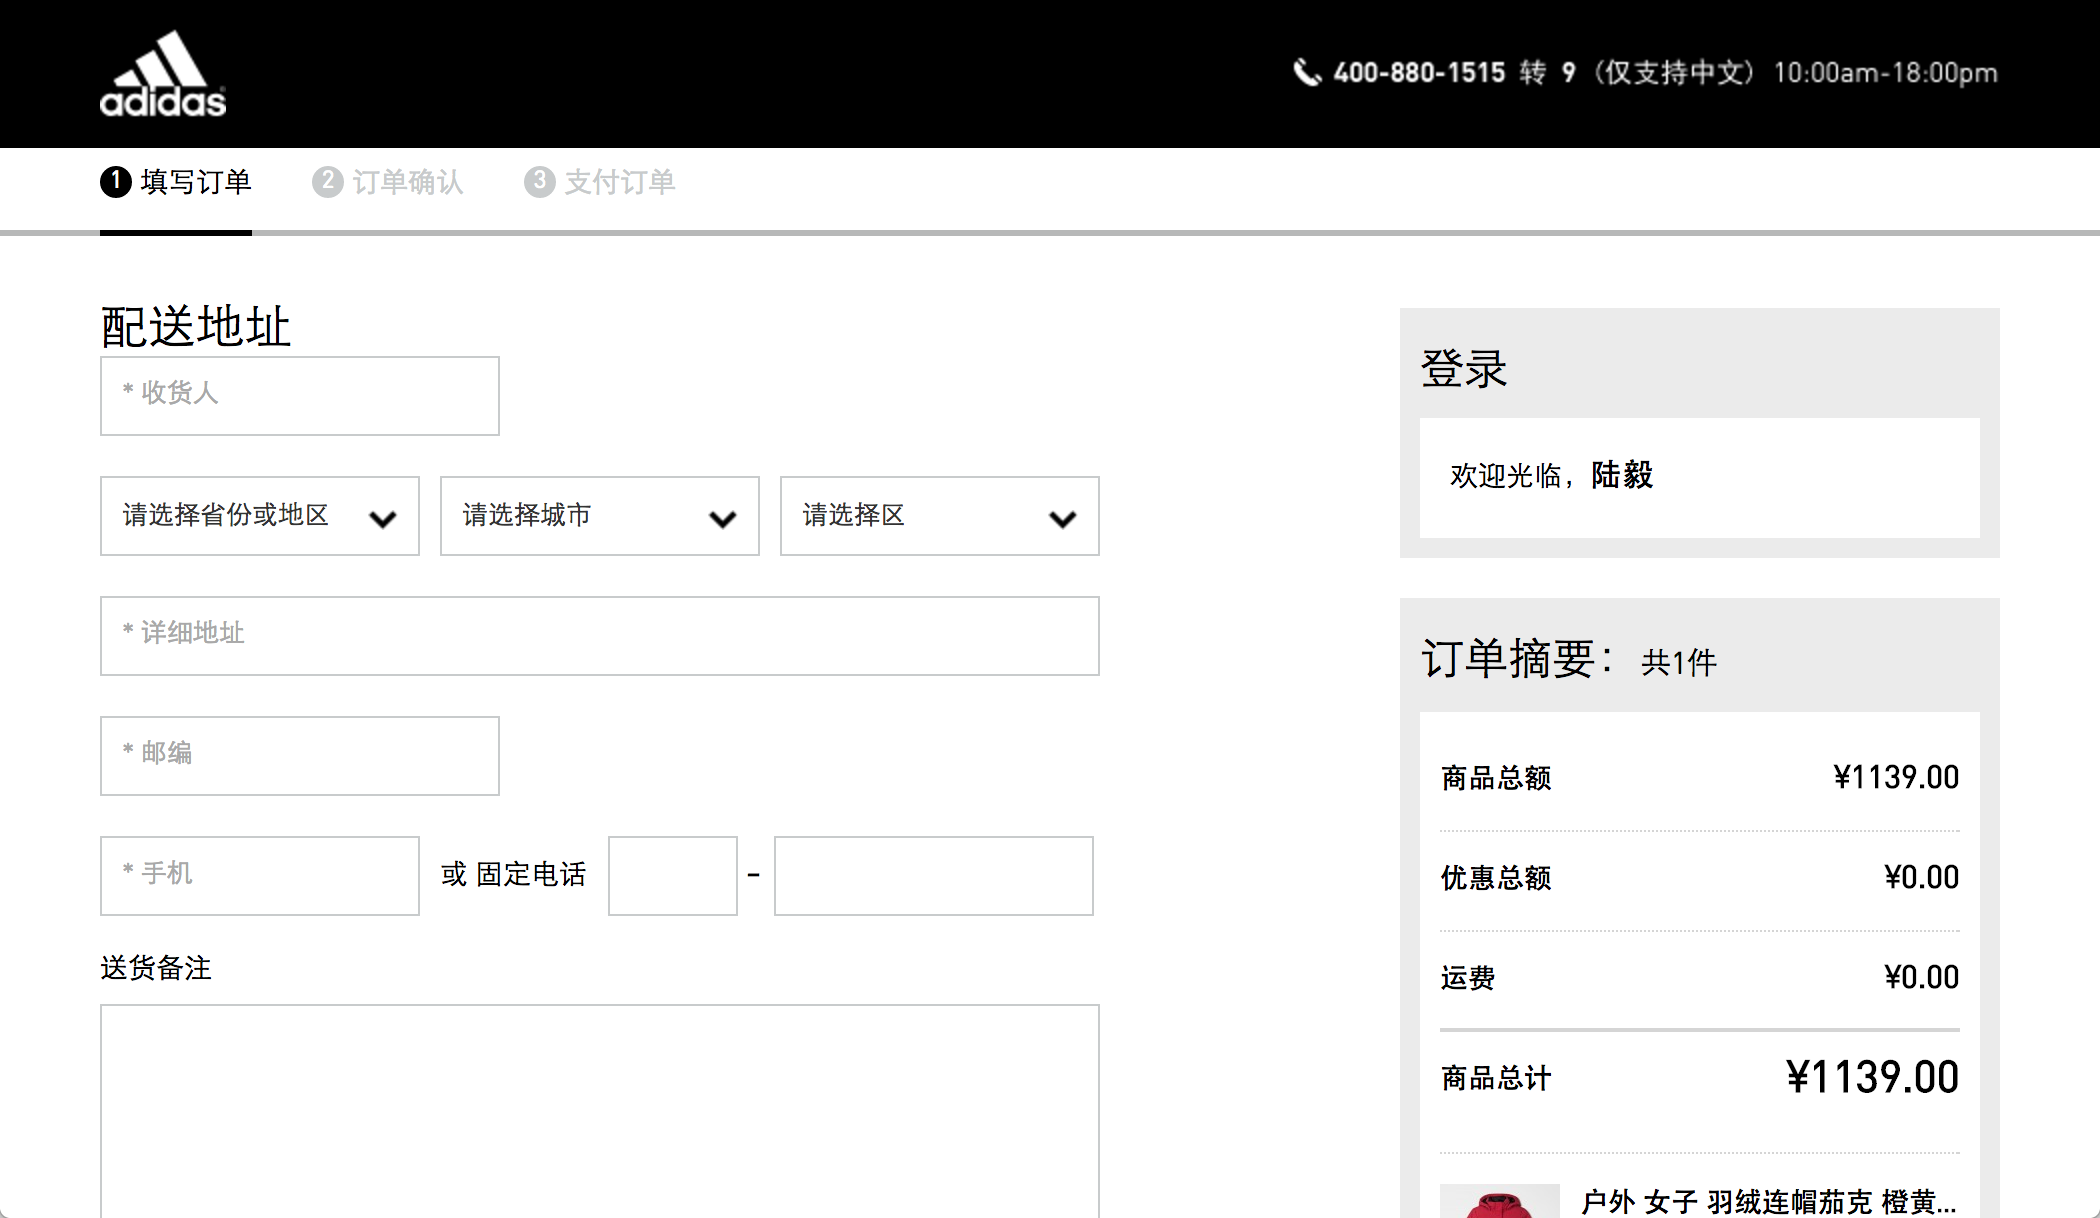 adidas
400-880-1515 转 9（仅支持中文） 10:00am-18:00pm
1 填写订单 2 订单确认 3 支付订单
配送地址
* 收货人
请选择省份或地区 请选择城市 请选择区
* 详细地址
* 邮编
* 手机 或 固定电话 -
送货备注
登录
欢迎光临，陆毅
订单摘要： 共1件
商品总额 ¥1139.00
优惠总额 ¥0.00
运费 ¥0.00
商品总计 ¥1139.00
户外 女子 羽绒连帽茄克 橙黄...